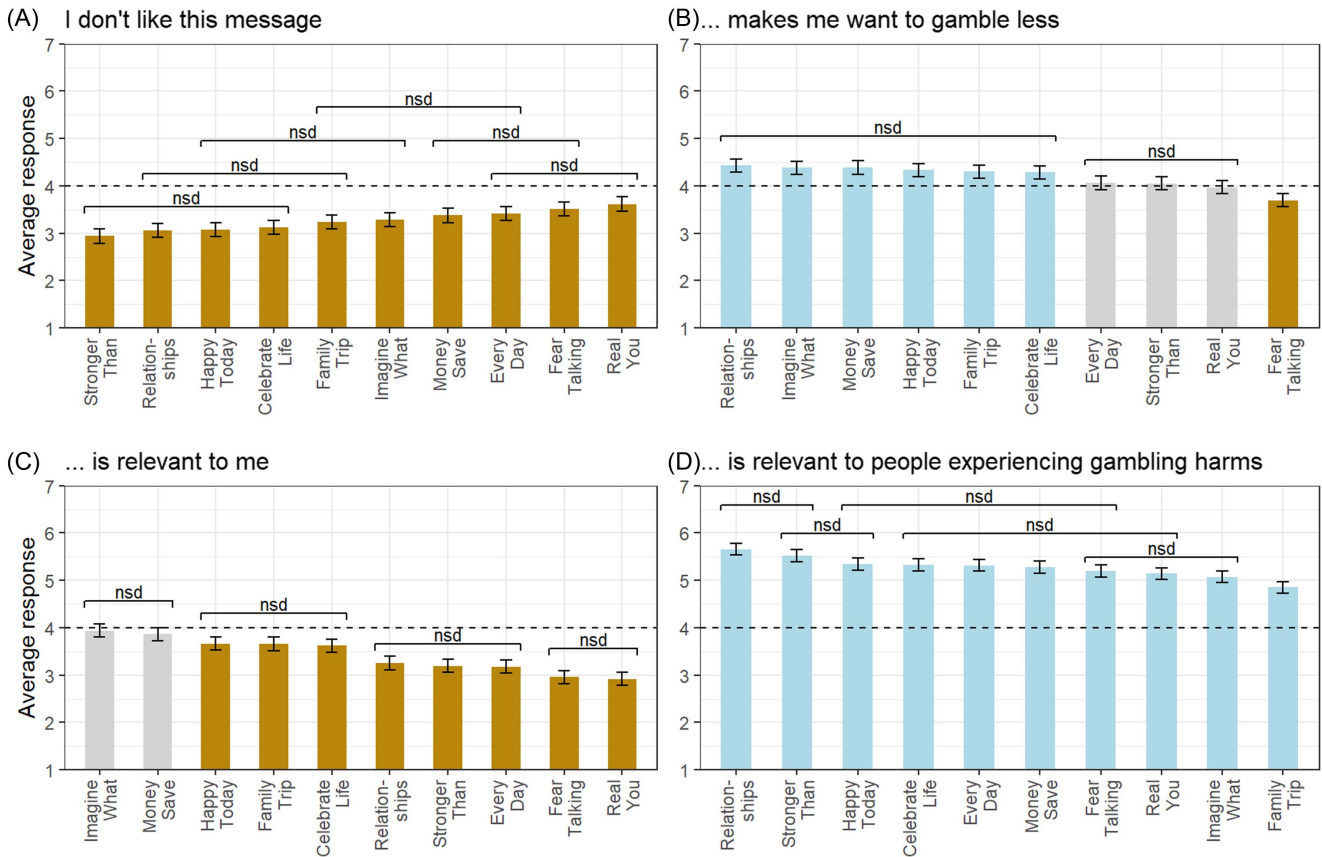 (A) I don't like this message
Average response
7
6
5
4
3
2
1
nsd
nsd
nsd
nsd
nsd
nsd
Stronger
Than
Relation-
ships
Happy
Today
Celebrate
Life
Family
Trip
Imagine
What
Money
Save
Every
Day
Fear
Talking
Real
You
(B)... makes me want to gamble less
7
6
5
4
3
2
1
nsd
nsd
Relation-
ships
Imagine
What
Money
Save
Happy
Today
Family
Trip
Celebrate
Life
Every
Day
Stronger
Than
Real
You
Fear
Talking
(C) ... is relevant to me
Average response
7
6
5
4
3
2
1
nsd
nsd
nsd
nsd
Imagine
What
Money
Save
Happy
Today
Family
Trip
Celebrate
Life
Relation-
ships
Stronger
Than
Every
Day
Fear
Talking
Real
You
(D)... is relevant to people experiencing gambling harms
7
6
5
4
3
2
1
nsd
nsd
nsd
nsd
nsd
Relation-
ships
Stronger
Than
Happy
Today
Celebrate
Life
Every
Day
Money
Save
Fear
Talking
Real
You
Imagine
What
Family
Trip